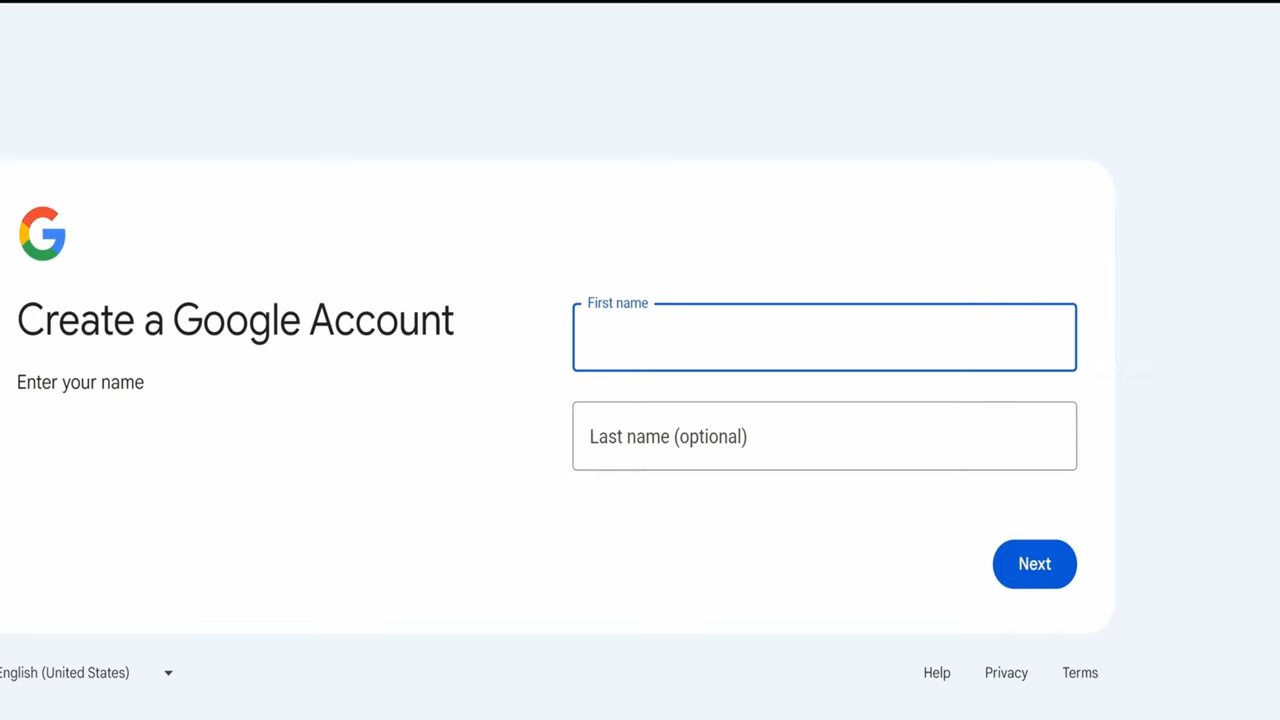 Create a Google Account
Enter your name
First name
Last name (optional)
Next
English (United States)
Help
Privacy
Terms